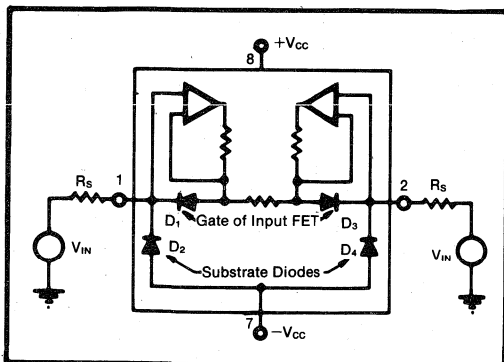 +VCC
8
RS
1
2
RS
D1
Gate of Input FET
D3
VIN
D2
D4
VIN
Substrate Diodes
7
-VCC